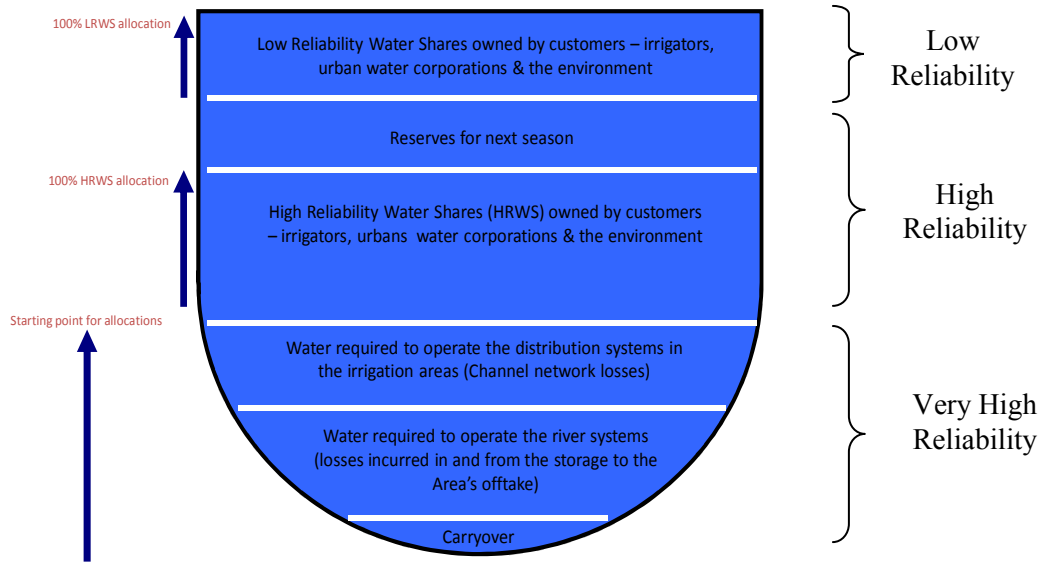 100% LRWS allocation
Low Reliability Water Shares owned by customers – irrigators,
urban water corporations & the environment
Low
Reliability
Reserves for next season
100% HRWS allocation
High Reliability Water Shares (HRWS) owned by customers
– irrigators, urbans water corporations & the environment
High
Reliability
Starting point for allocations
Water required to operate the distribution systems in
the irrigation areas (Channel network losses)
Water required to operate the river systems
(losses incurred in and from the storage to the
Area's offtake)
Very High
Reliability
Carryover